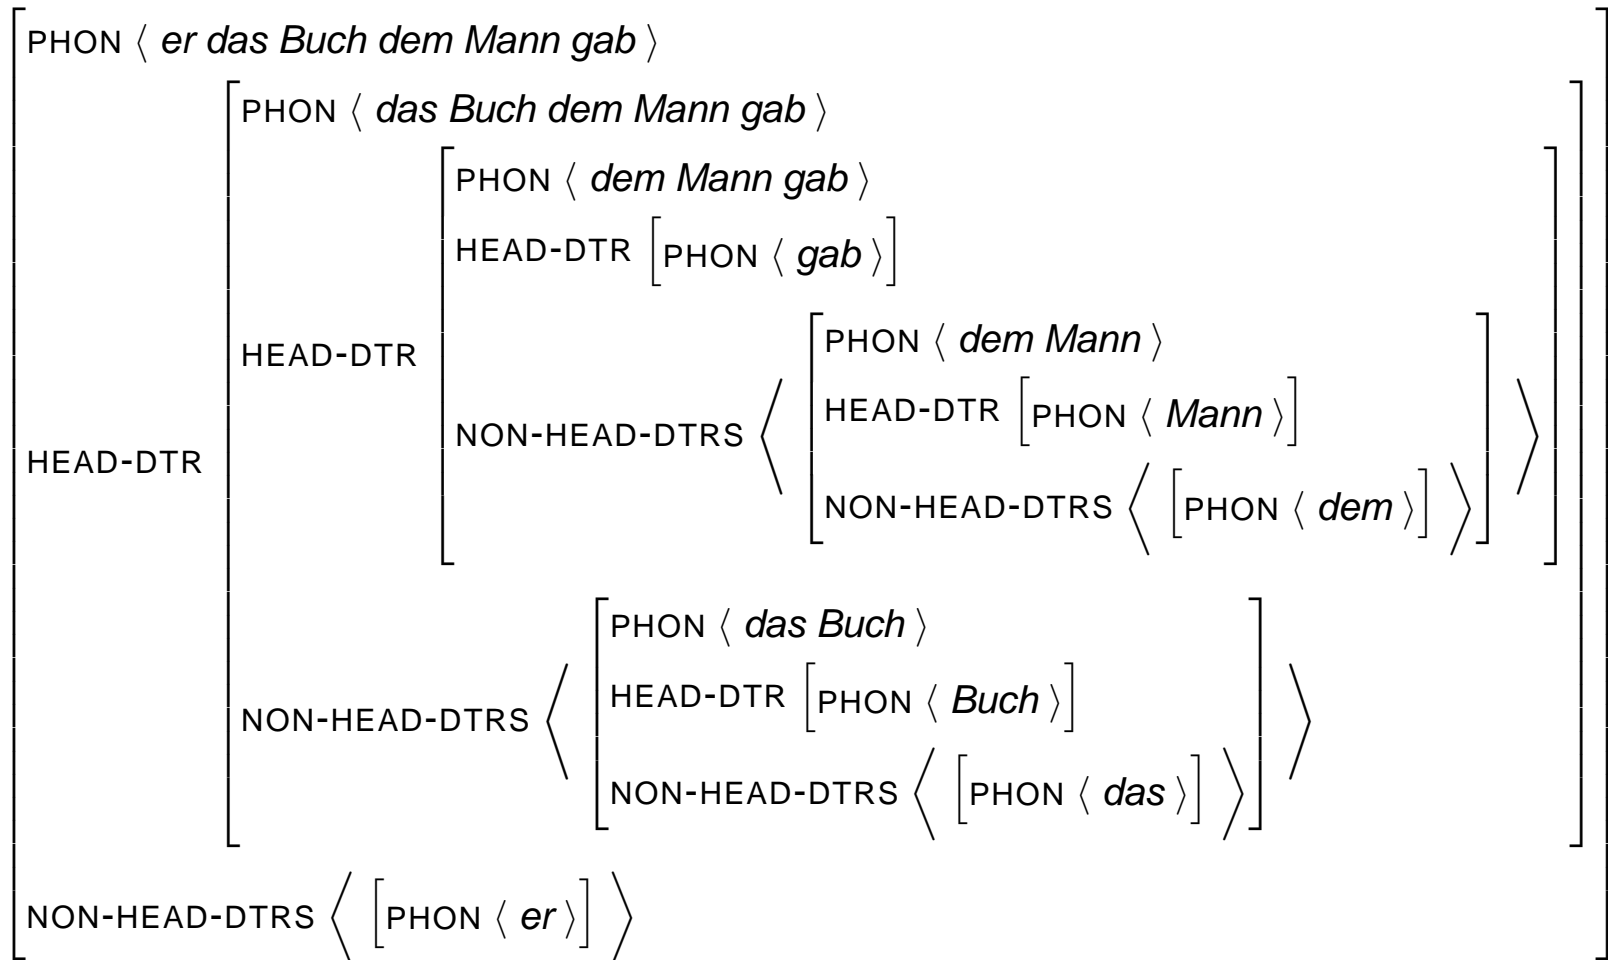 PHON ⟨ er das Buch dem Mann gab ⟩
PHON ⟨ das Buch dem Mann gab ⟩
PHON ⟨ dem Mann gab ⟩
HEAD-DTR [PHON ⟨ gab ⟩]
PHON ⟨ dem Mann ⟩
HEAD-DTR
HEAD-DTR [PHON ⟨ Mann ⟩]
NON-HEAD-DTRS
HEAD-DTR
NON-HEAD-DTRS ⟨ [PHON ⟨ dem ⟩] ⟩
PHON ⟨ das Buch ⟩
HEAD-DTR [PHON ⟨ Buch ⟩]
NON-HEAD-DTRS
NON-HEAD-DTRS ⟨ [PHON ⟨ das ⟩] ⟩
NON-HEAD-DTRS ⟨ [PHON ⟨ er ⟩] ⟩